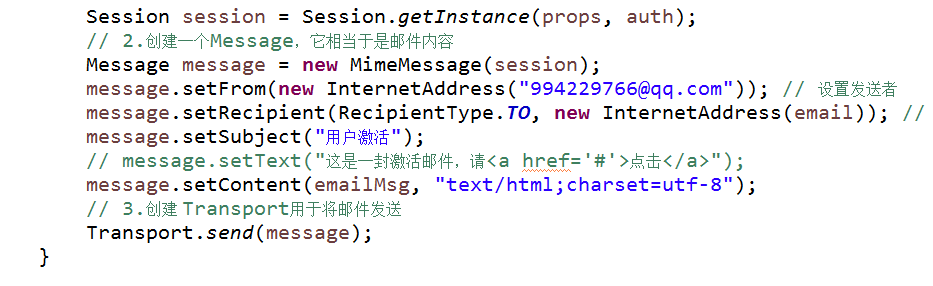 Session session = Session.getInstance(props, auth);
// 2.创建一个Message，它相当于是邮件内容
Message message = new MimeMessage(session);
message.setFrom(new InternetAddress("994229766@qq.com")); // 设置发送者
message.setRecipient(RecipientType.TO, new InternetAddress(email)); //
message.setSubject("用户激活");
// message.setText("这是一封激活邮件，请<a href='#'>点击</a>");
message.setContent(emailMsg, "text/html;charset=utf-8");
// 3.创建 Transport用于将邮件发送
Transport.send(message);
}